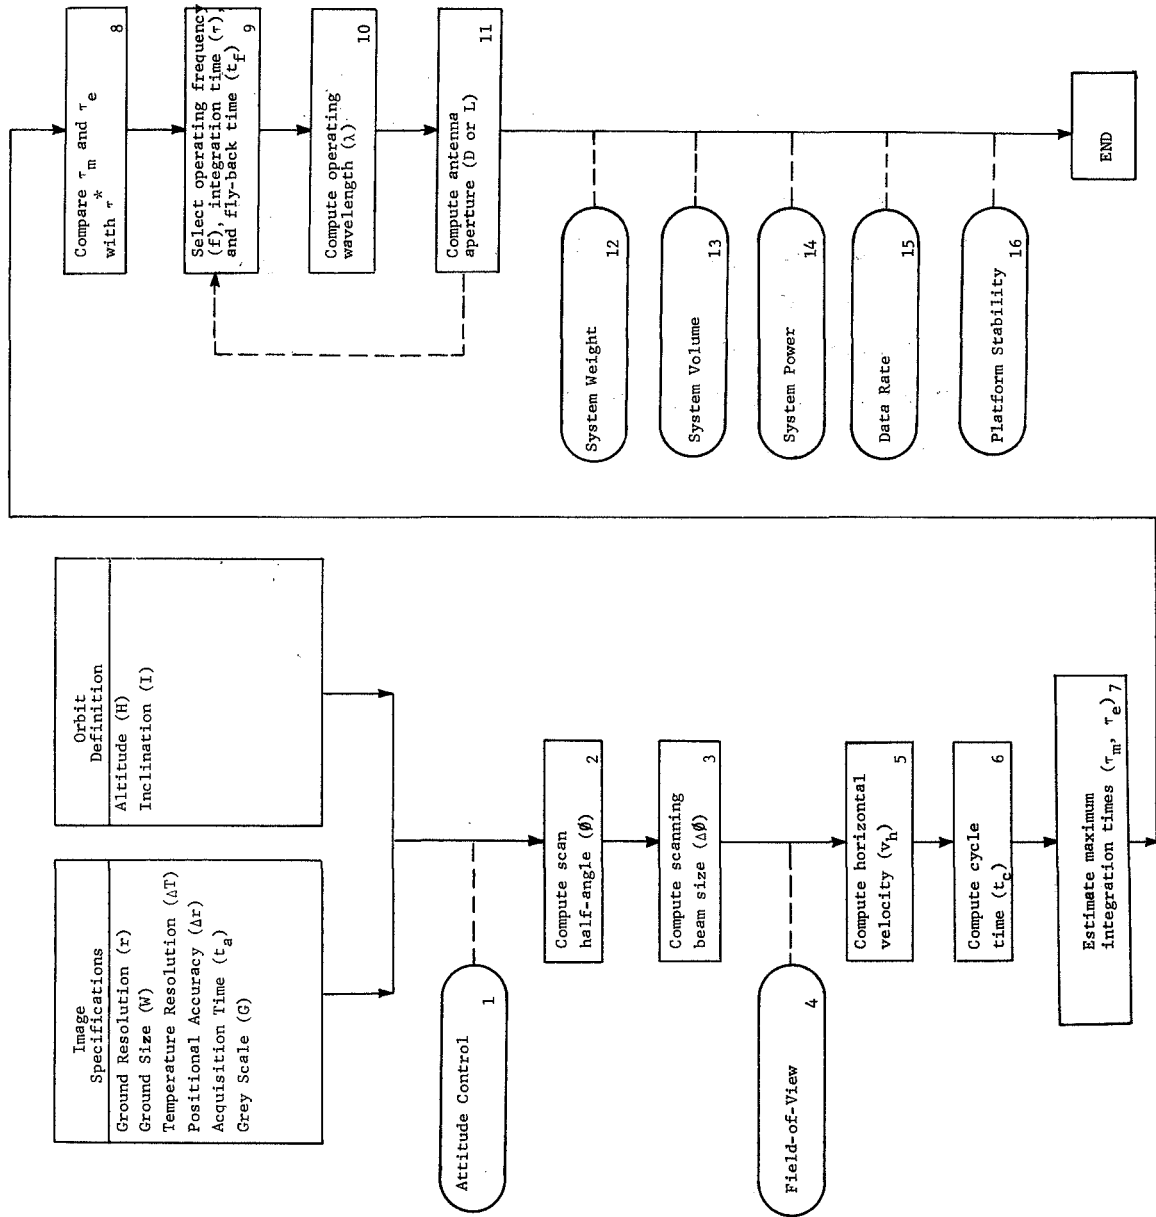 Image
Specifications
Ground Resolution (r)
Ground Size (W)
Temperature Resolution (ΔT)
Positional Accuracy (Δr)
Acquisition Time (t_a)
Grey Scale (G)
Orbit
Definition
Altitude (H)
Inclination (I)
Attitude Control
1
Compute scan
half-angle (Ø)
2
Compute scanning
beam size (ΔØ)
3
Field-of-View
4
Compute horizontal
velocity (v_h)
5
Compute cycle
time (t_c)
6
Estimate maximum
integration times (τ_m, τ_e)
7
Compare τ_m and τ_e
with τ*
8
Select operating frequency
(f), integration time (τ),
and fly-back time (t_f)
9
Compute operating
wavelength (λ)
10
Compute antenna
aperture (D or L)
11
System Weight
12
System Volume
13
System Power
14
Data Rate
15
Platform Stability
16
END